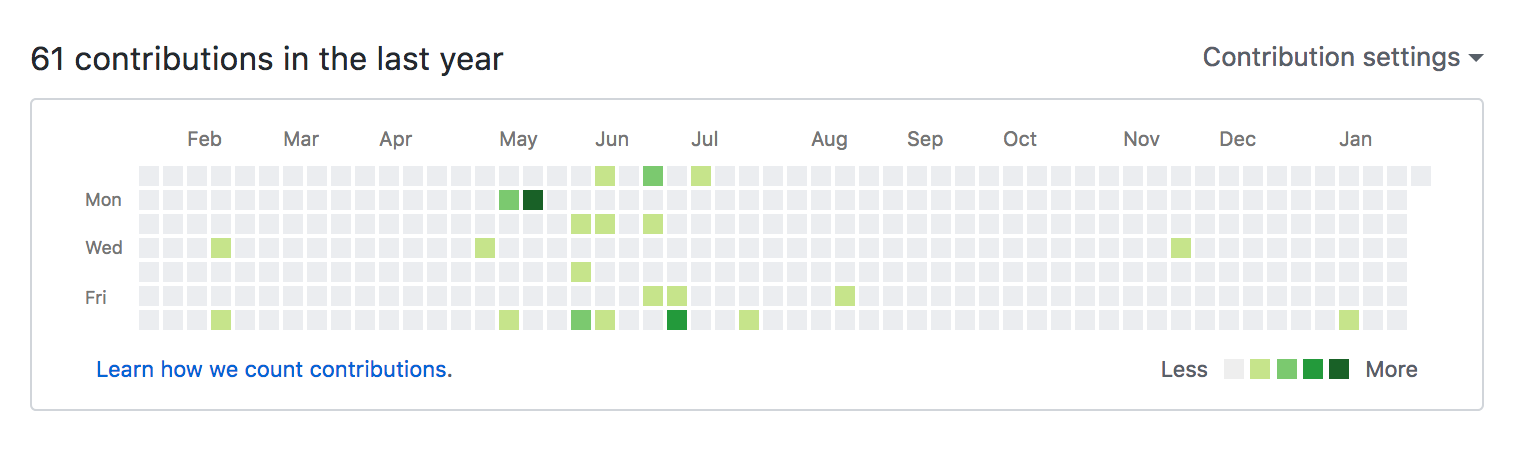 61 contributions in the last year
Contribution settings
Feb Mar Apr May Jun Jul Aug Sep Oct Nov Dec Jan
Mon
Wed
Fri
Learn how we count contributions.
Less More